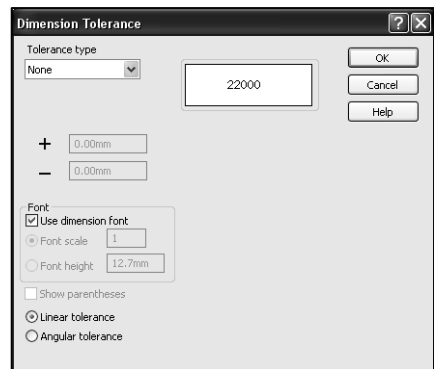 Dimension Tolerance
Tolerance type
None
22000
OK
Cancel
Help
+ 0.00mm
− 0.00mm
Font
Use dimension font
Font scale 1
Font height 12.7mm
Show parentheses
Linear tolerance
Angular tolerance